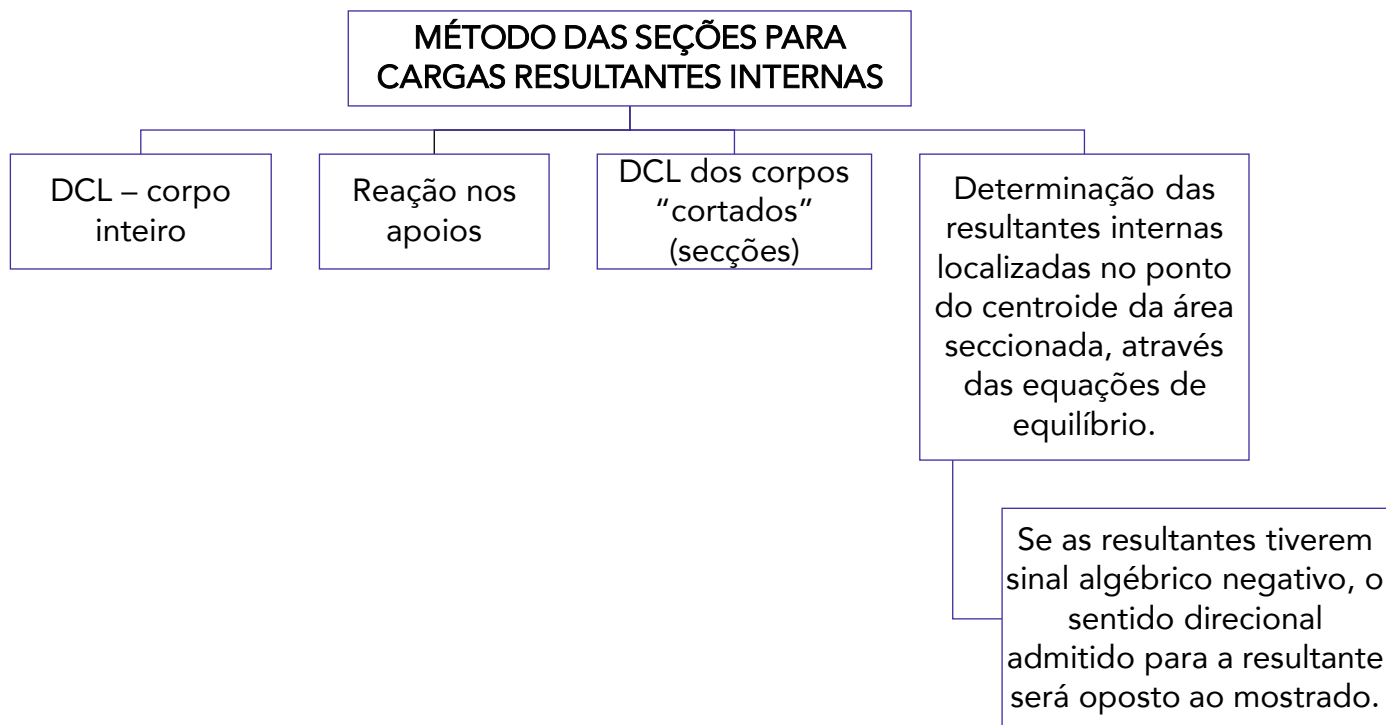 MÉTODO DAS SEÇÕES PARA
CARGAS RESULTANTES INTERNAS
DCL – corpo
inteiro
Reação nos
apoios
DCL dos corpos
“cortados”
(secções)
Determinação das
resultantes internas
localizadas no ponto
do centroide da área
seccionada, através
das equações de
equilíbrio.
Se as resultantes tiverem
sinal algébrico negativo, o
sentido direcional
admitido para a resultante
será oposto ao mostrado.